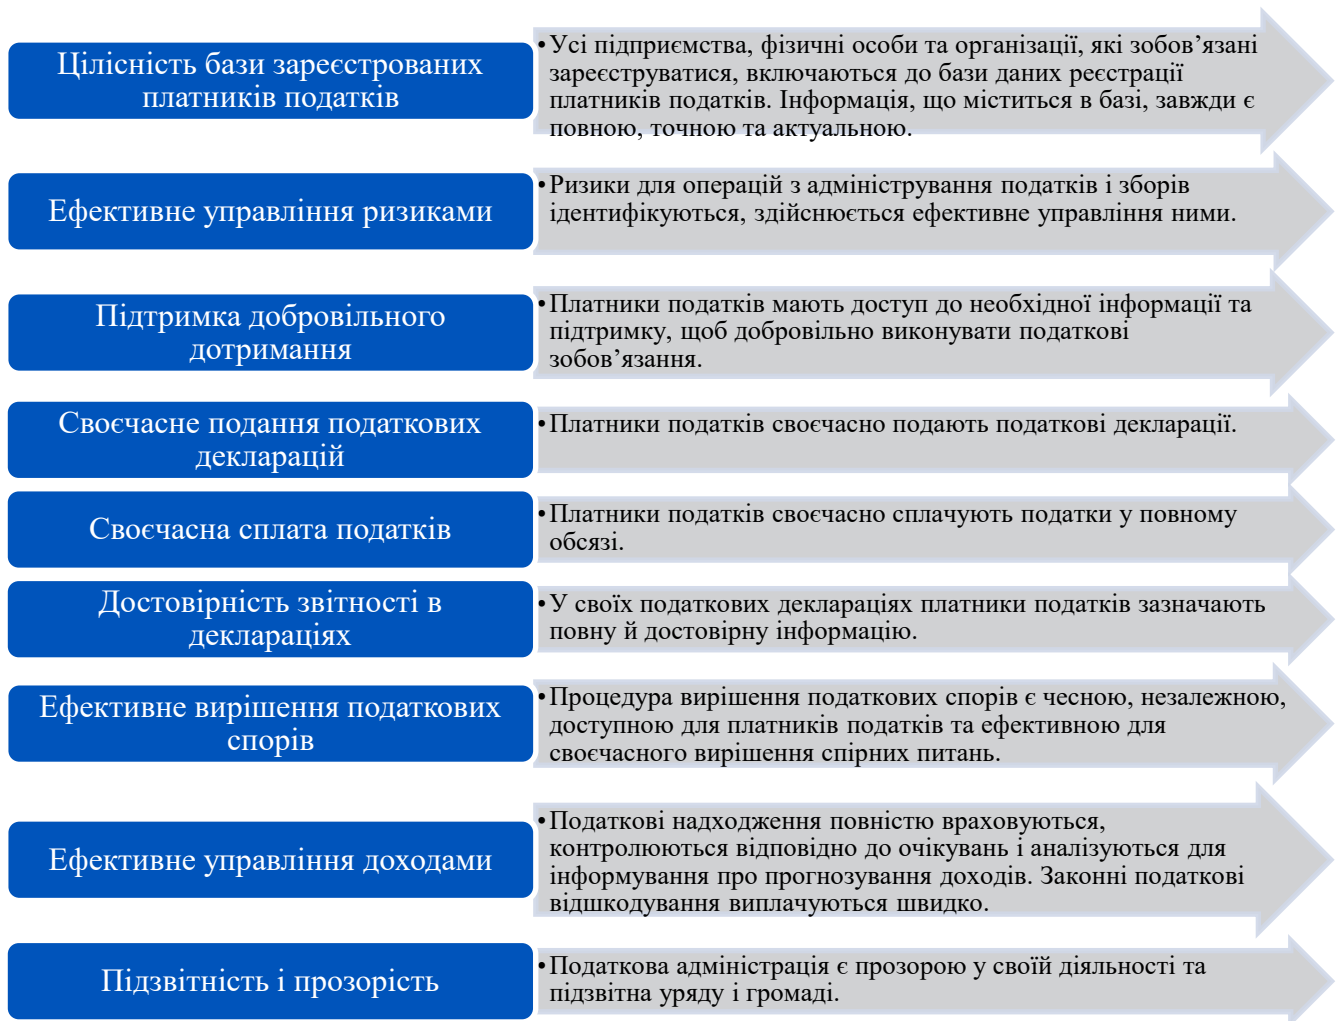 Цілісність бази зареєстрованих
платників податків
•Усі підприємства, фізичні особи та організації, які зобов’язані
зареєструватися, включаються до бази даних реєстрації
платників податків. Інформація, що міститься в базі, завжди є
повною, точною та актуальною.
Ефективне управління ризиками
•Ризики для операцій з адміністрування податків і зборів
ідентифікуються, здійснюється ефективне управління ними.
Підтримка добровільного
дотримання
•Платники податків мають доступ до необхідної інформації та
підтримку, щоб добровільно виконувати податкові
зобов’язання.
Своєчасне подання податкових
декларацій
•Платники податків своєчасно подають податкові декларації.
Своєчасна сплата податків
•Платники податків своєчасно сплачують податки у повному
обсязі.
Достовірність звітності в
деклараціях
•У своїх податкових деклараціях платники податків зазначають
повну й достовірну інформацію.
Ефективне вирішення податкових
спорів
•Процедура вирішення податкових спорів є чесною, незалежною,
доступною для платників податків та ефективною для
своєчасного вирішення спірних питань.
Ефективне управління доходами
•Податкові надходження повністю враховуються,
контролюються відповідно до очікувань і аналізуються для
інформування про прогнозування доходів. Законні податкові
відшкодування виплачуються швидко.
Підзвітність і прозорість
•Податкова адміністрація є прозорою у своїй діяльності та
підзвітна уряду і громаді.